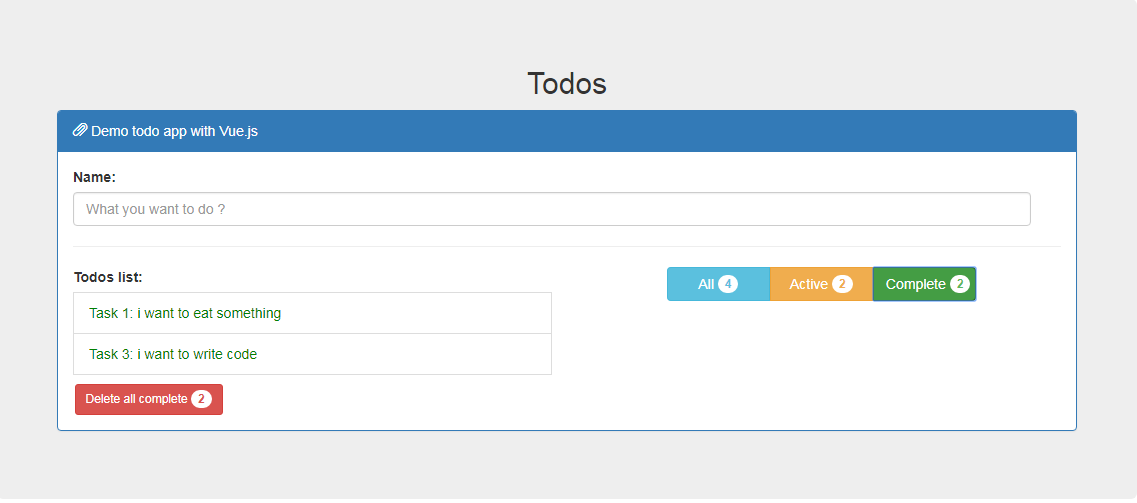 Todos
Demo todo app with Vue.js
Name:
What you want to do ?
Todos list:
All 4 Active 2 Complete 2
Task 1: i want to eat something
Task 3: i want to write code
Delete all complete 2